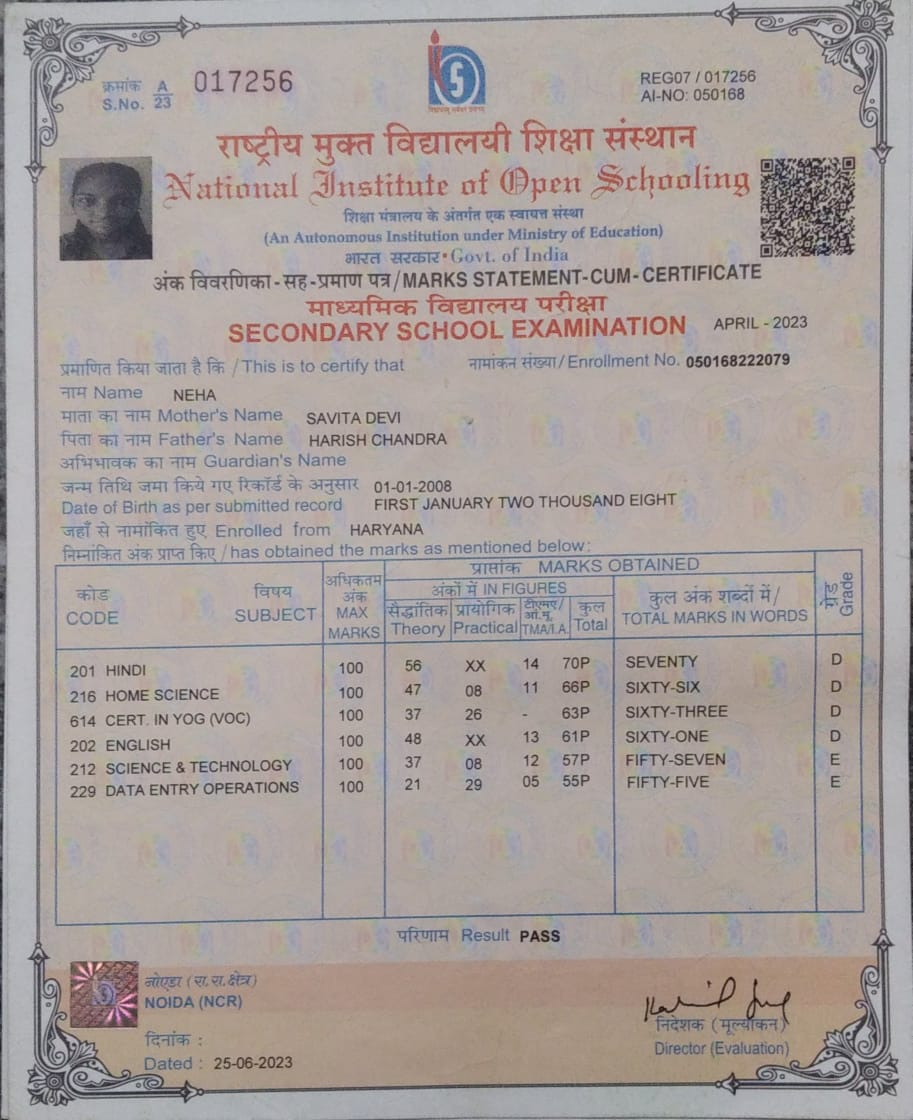 क्रमांक A 017256
S.No. 23
REG07 / 017256
AI-NO: 050168
राष्ट्रीय मुक्त विद्यालयी शिक्षा संस्थान
National Institute of Open Schooling
शिक्षा मंत्रालय के अंतर्गत एक स्वायत्त संस्था
(An Autonomous Institution under Ministry of Education)
भारत सरकार • Govt. of India
अंक विवरणिका - सह - प्रमाण पत्र / MARKS STATEMENT-CUM-CERTIFICATE
माध्यमिक विद्यालय परीक्षा
SECONDARY SCHOOL EXAMINATION APRIL - 2023
प्रमाणित किया जाता है कि / This is to certify that नामांकन संख्या / Enrollment No. 050168222079
नाम Name NEHA
माता का नाम Mother's Name SAVITA DEVI
पिता का नाम Father's Name HARISH CHANDRA
अभिभावक का नाम Guardian's Name
जन्म तिथि जमा किये गए रिकॉर्ड के अनुसार 01-01-2008
Date of Birth as per submitted record FIRST JANUARY TWO THOUSAND EIGHT
जहाँ से नामांकित हुए Enrolled from HARYANA
निम्नांकित अंक प्राप्त किए / has obtained the marks as mentioned below:
कोड CODE विषय SUBJECT अधिकतम अंक MAX MARKS प्राप्तांक MARKS OBTAINED ग्रेड Grade
अंकों में IN FIGURES कुल अंक शब्दों में / TOTAL MARKS IN WORDS
सैद्धांतिक Theory प्रायोगिक Practical टीएमए/आं.मू. TMA/I.A. कुल Total
201 HINDI 100 56 XX 14 70P SEVENTY D
216 HOME SCIENCE 100 47 08 11 66P SIXTY-SIX D
614 CERT. IN YOG (VOC) 100 37 26 - 63P SIXTY-THREE D
202 ENGLISH 100 48 XX 13 61P SIXTY-ONE D
212 SCIENCE & TECHNOLOGY 100 37 08 12 57P FIFTY-SEVEN E
229 DATA ENTRY OPERATIONS 100 21 29 05 55P FIFTY-FIVE E
परिणाम Result PASS
नोएडा (रा.रा.क्षेत्र)
NOIDA (NCR)
दिनांक :
Dated : 25-06-2023
निदेशक (मूल्यांकन)
Director (Evaluation)